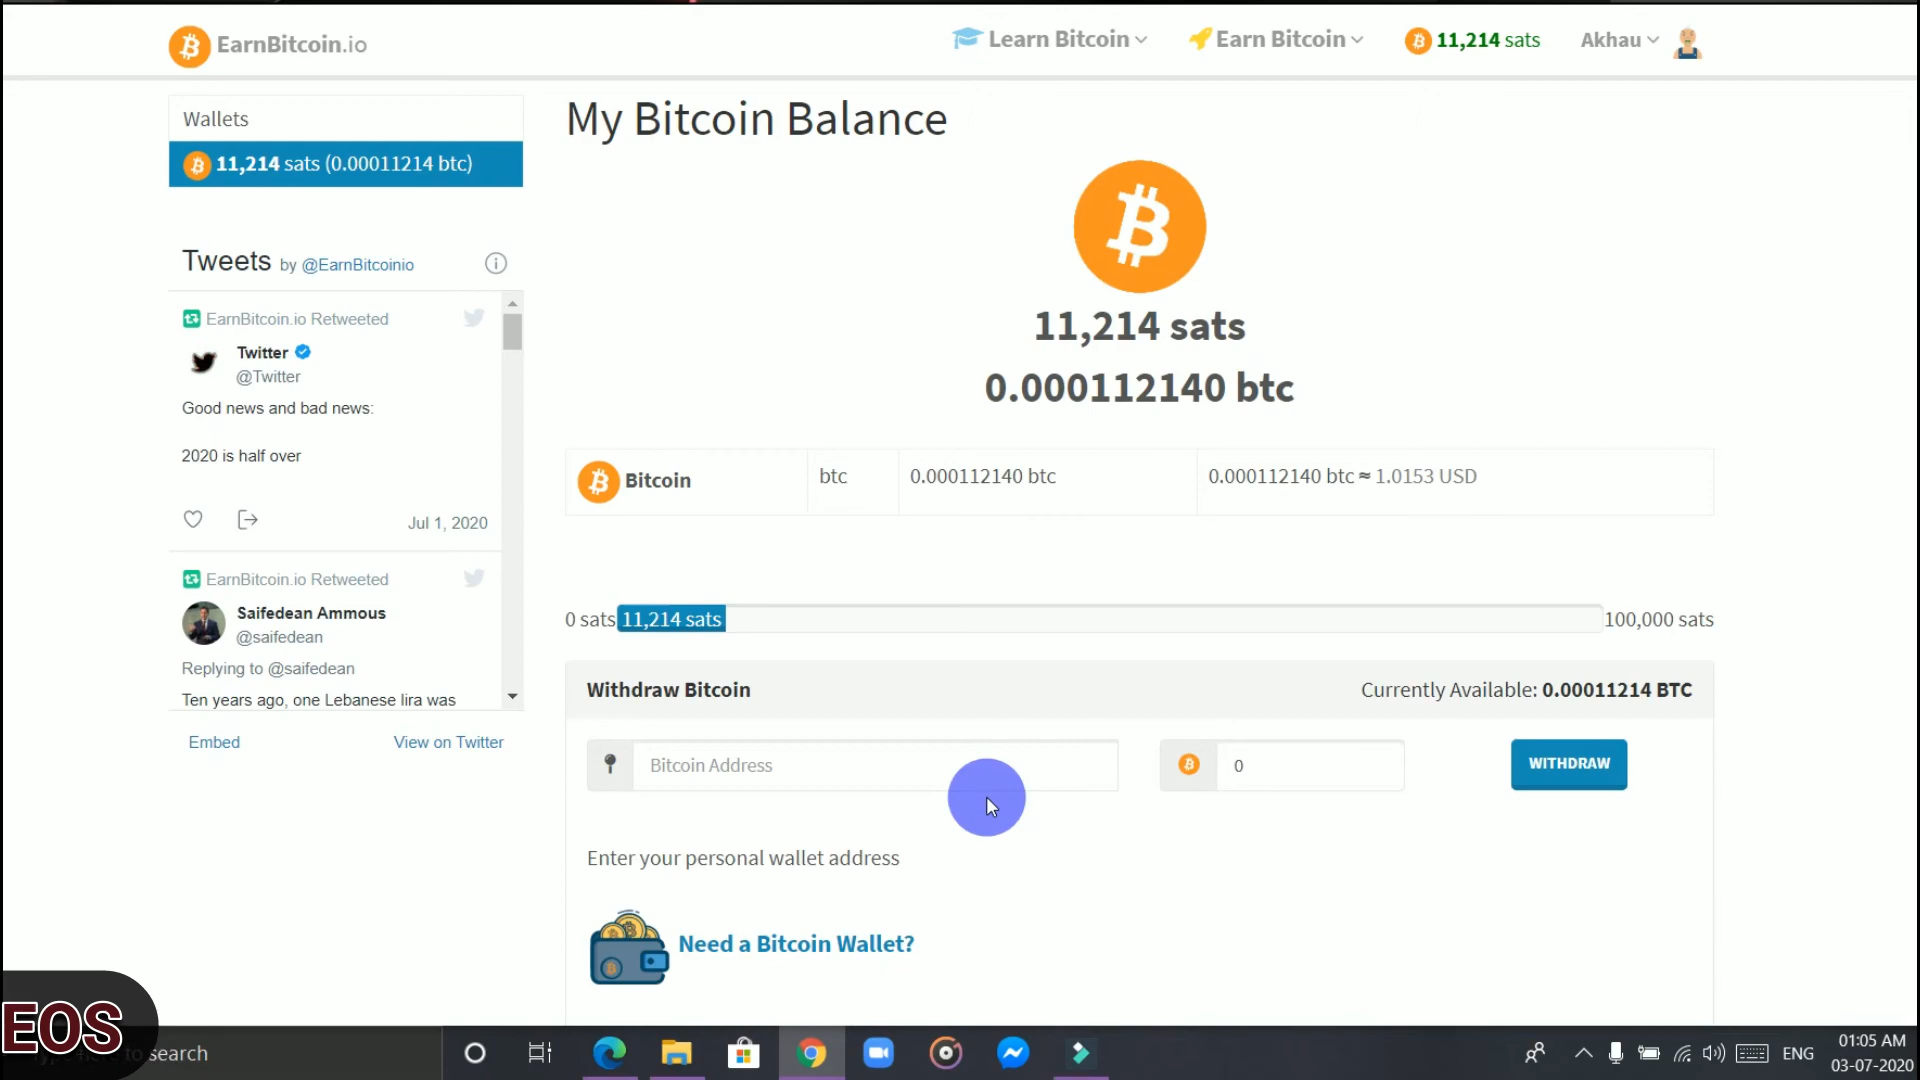 EarnBitcoin.io
Learn Bitcoin
Earn Bitcoin
11,214 sats
Akhau
Wallets
11,214 sats (0.00011214 btc)
Tweets by @EarnBitcoinio
EarnBitcoin.io Retweeted
Twitter
@Twitter
Good news and bad news:
2020 is half over
Jul 1, 2020
EarnBitcoin.io Retweeted
Saifedean Ammous
@saifedean
Replying to @saifedean
Ten years ago, one Lebanese lira was
Embed
View on Twitter
My Bitcoin Balance
11,214 sats
0.000112140 btc
Bitcoin
btc
0.000112140 btc
0.000112140 btc ≈ 1.0153 USD
0 sats
11,214 sats
100,000 sats
Withdraw Bitcoin
Currently Available: 0.00011214 BTC
Bitcoin Address
0
WITHDRAW
Enter your personal wallet address
Need a Bitcoin Wallet?
EOS
search
ENG
01:05 AM
03-07-2020